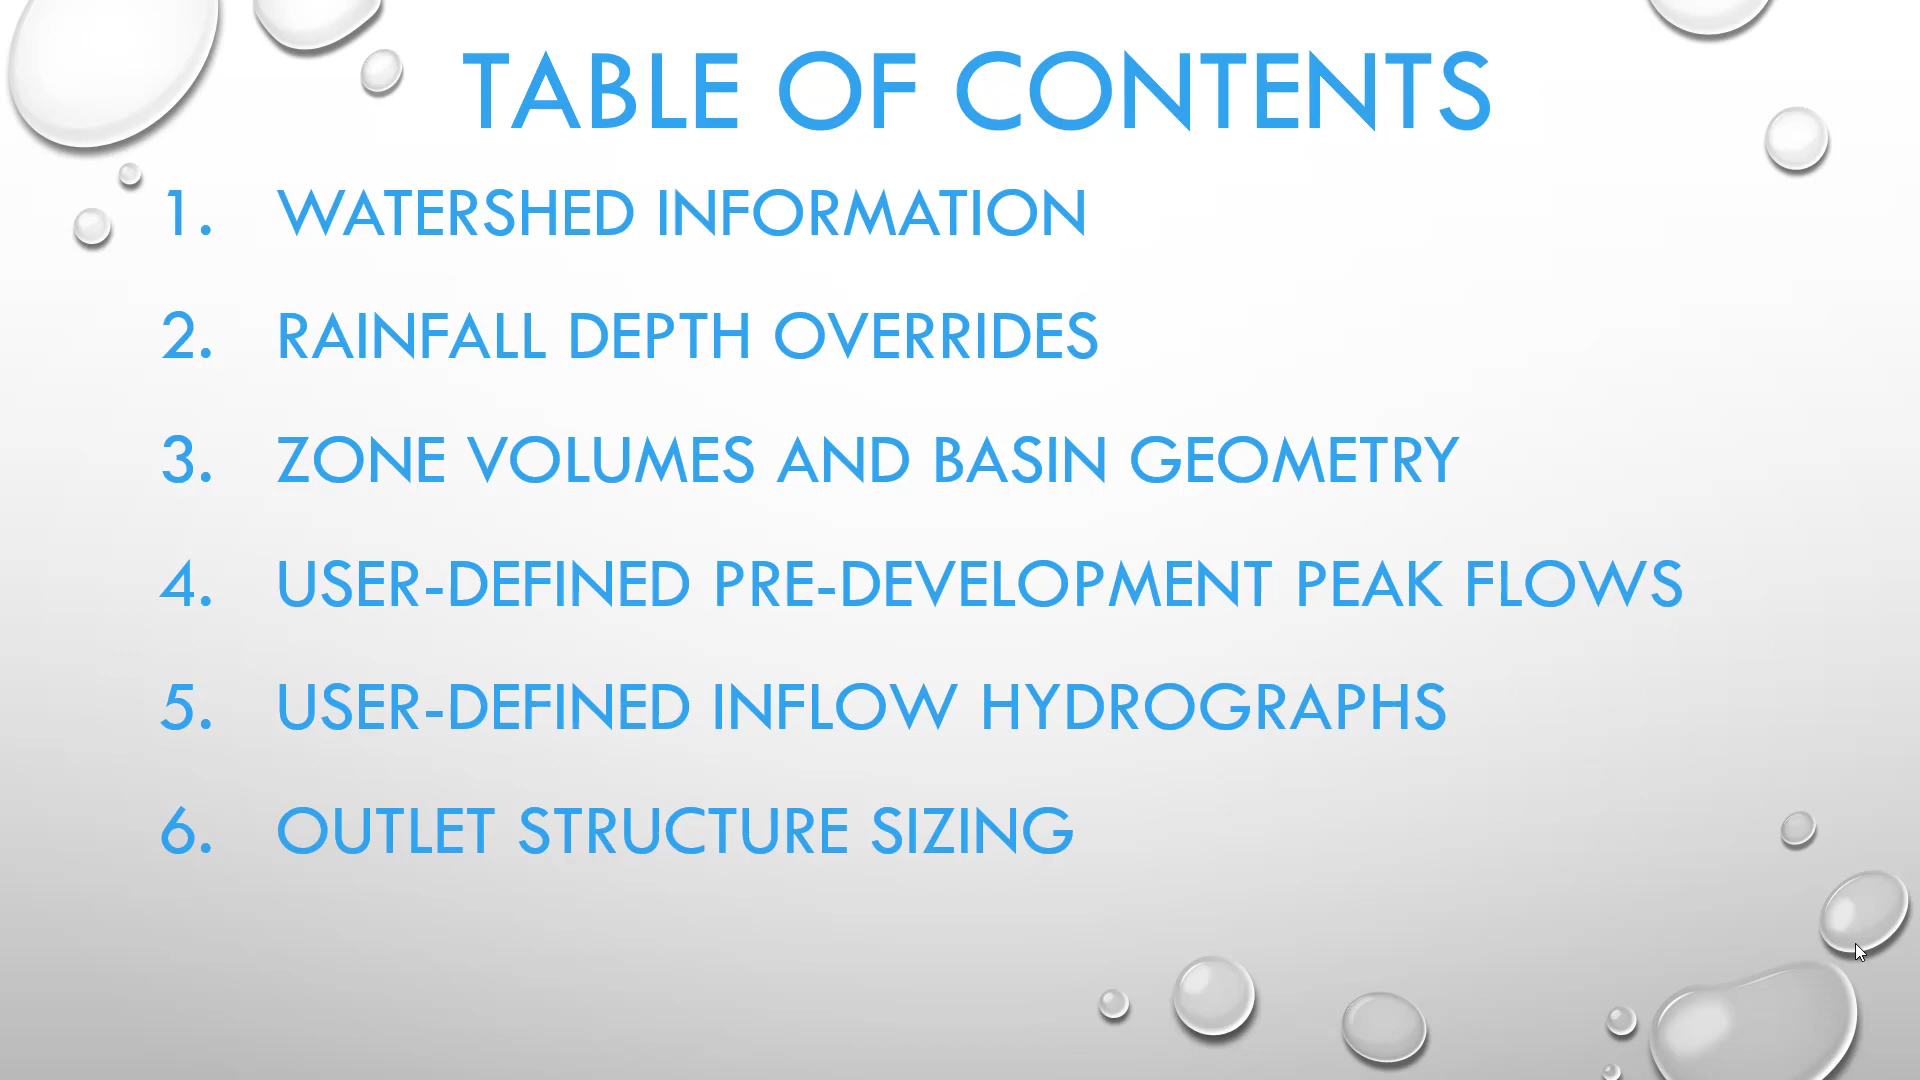 TABLE OF CONTENTS
1. WATERSHED INFORMATION
2. RAINFALL DEPTH OVERRIDES
3. ZONE VOLUMES AND BASIN GEOMETRY
4. USER-DEFINED PRE-DEVELOPMENT PEAK FLOWS
5. USER-DEFINED INFLOW HYDROGRAPHS
6. OUTLET STRUCTURE SIZING